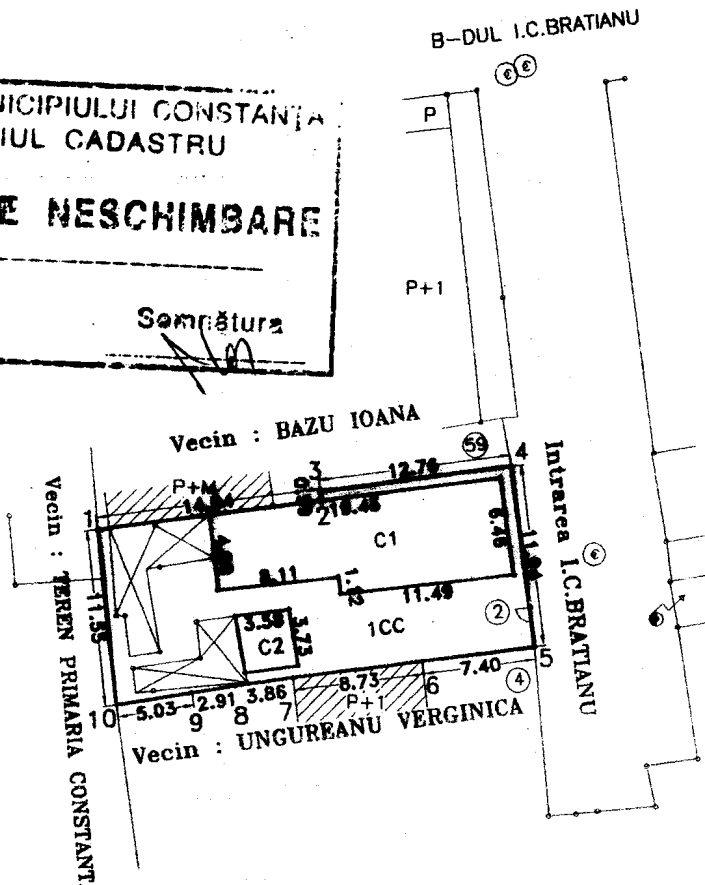 B-DUL I.C.BRATIANU
CONSTANȚA
CADASTRU
NESCHIMBARE
Semnătura
P
P+1
Vecin : BAZU IOANA
59
4
3
12.76
P+M
1
2
C1
6.48
4
Intrarea I.C.BRATIANU
Vecin : TEREN PRIMARIA CONSTANT
11.55
8.11
1.12
11.49
2
3.58
3.73
C2
1CC
5
7.40
6
8.73
P+1
7
3.86
8
2.91
9
5.03
10
Vecin : UNGUREANU VERGINICA